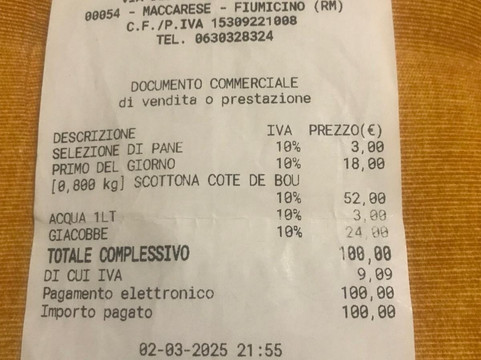 00054 - MACCARESE - FIUMICINO (RM)
C.F./P.IVA 15309221008
TEL. 0630328324
DOCUMENTO COMMERCIALE
di vendita o prestazione
DESCRIZIONE IVA PREZZO(€)
SELEZIONE DI PANE 10% 3,00
PRIMO DEL GIORNO 10% 18,00
[0,800 kg] SCOTTONA COTE DE BOU
10% 52,00
ACQUA 1LT 10% 3,00
GIACOBBE 10% 24,00
TOTALE COMPLESSIVO 100,00
DI CUI IVA 9,09
Pagamento elettronico 100,00
Importo pagato 100,00
02-03-2025 21:55